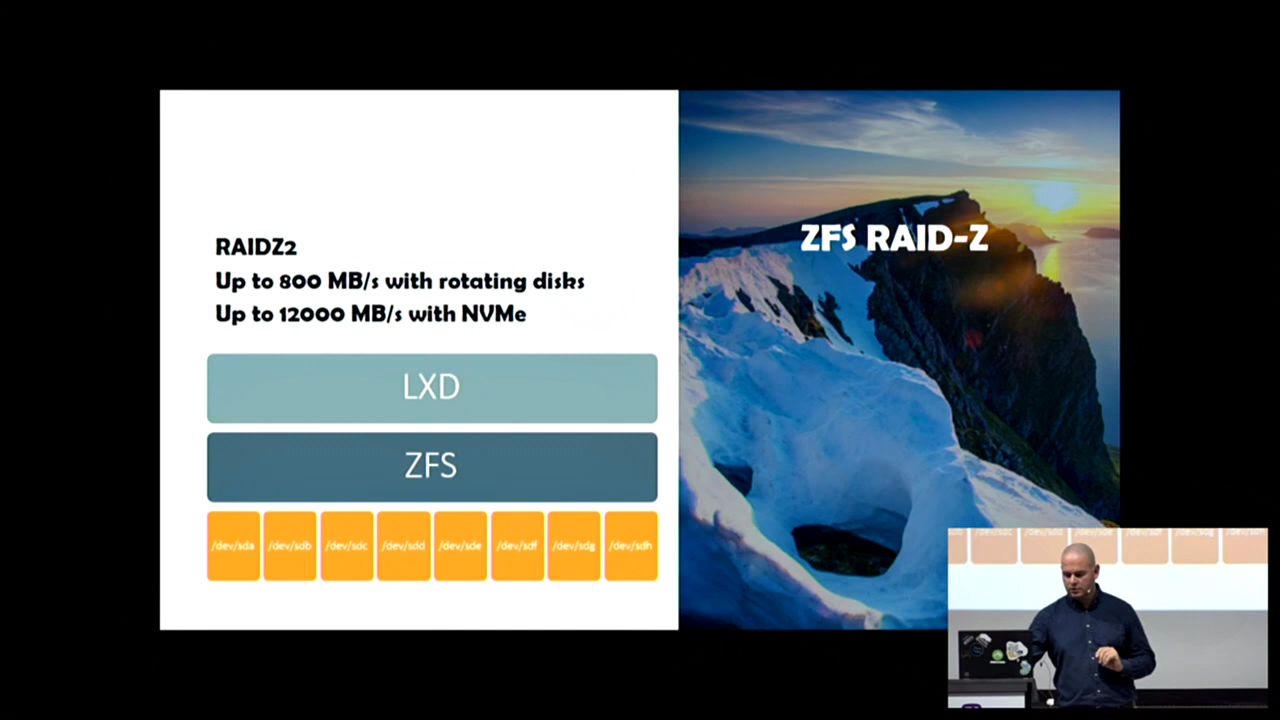 RAIDZ2
Up to 800 MB/s with rotating disks
Up to 12000 MB/s with NVMe
LXD
ZFS
/dev/sda /dev/sdb /dev/sdc /dev/sdd /dev/sde /dev/sdf /dev/sdg /dev/sdh
ZFS RAID-Z